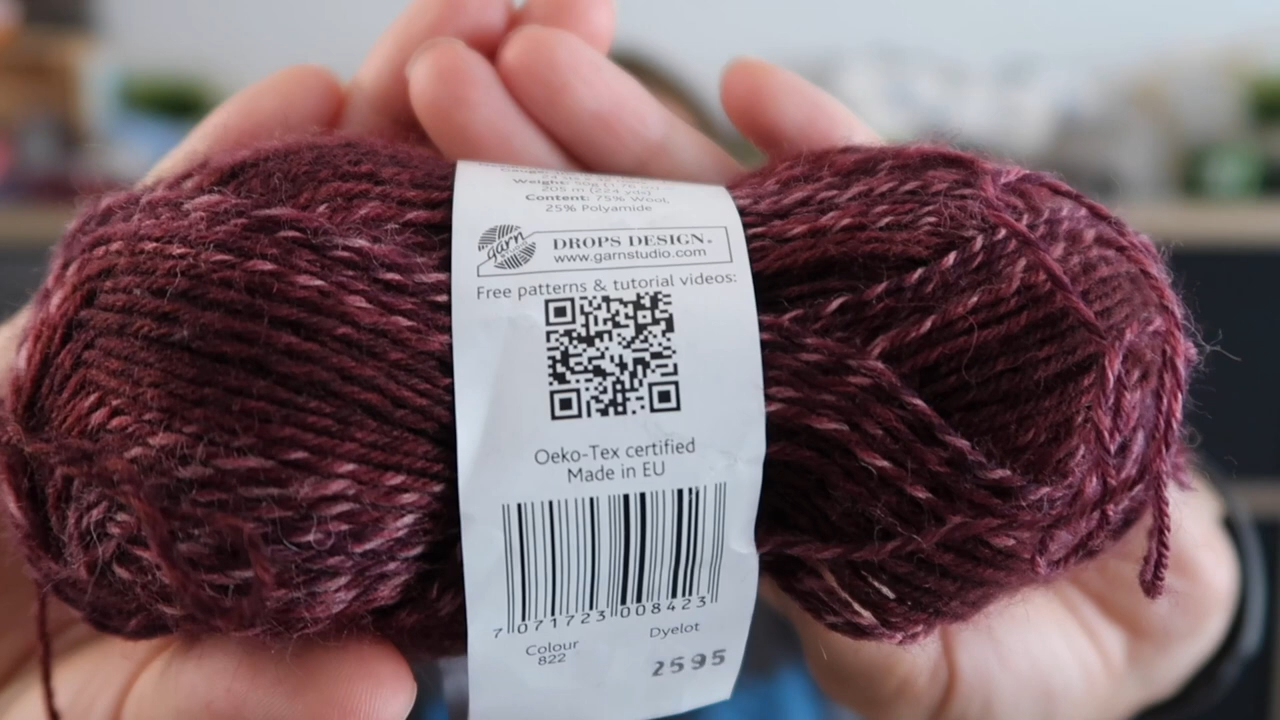 Weight: 50g (1.76 oz) =
205 m (224 yds)
Content: 75% Wool,
25% Polyamide
garn
DROPS DESIGN®
www.garnstudio.com
Free patterns & tutorial videos:
Oeko-Tex certified
Made in EU
7 071723 008423
Colour
822
Dyelot
2595